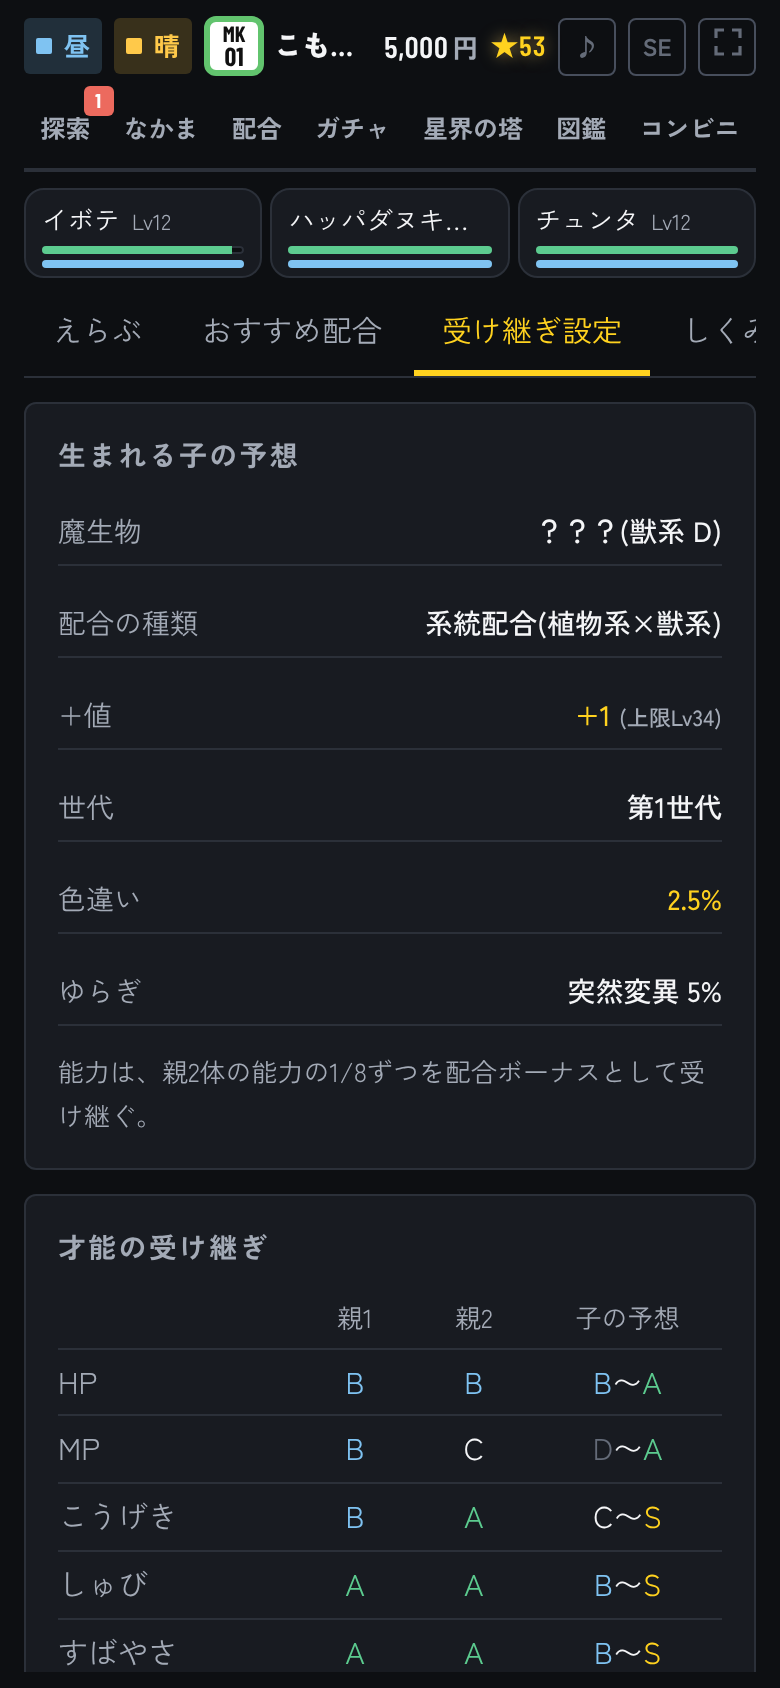 昼 晴 MK 01 こも... 5,000 円 ★53 ♪ SE
1
探索 なかま 配合 ガチャ 星界の塔 図鑑 コンビニ
イボテ Lv12 ハッパダヌキ... チュンタ Lv12
えらぶ おすすめ配合 受け継ぎ設定 しくみ
生まれる子の予想
魔生物 ？？？(獣系 D)
配合の種類 系統配合(植物系×獣系)
＋値 +1 (上限Lv34)
世代 第1世代
色違い 2.5%
ゆらぎ 突然変異 5%
能力は、親2体の能力の1/8ずつを配合ボーナスとして受
け継ぐ。
才能の受け継ぎ
親1 親2 子の予想
HP B B B〜A
MP B C D〜A
こうげき B A C〜S
しゅび A A B〜S
すばやさ A A B〜S